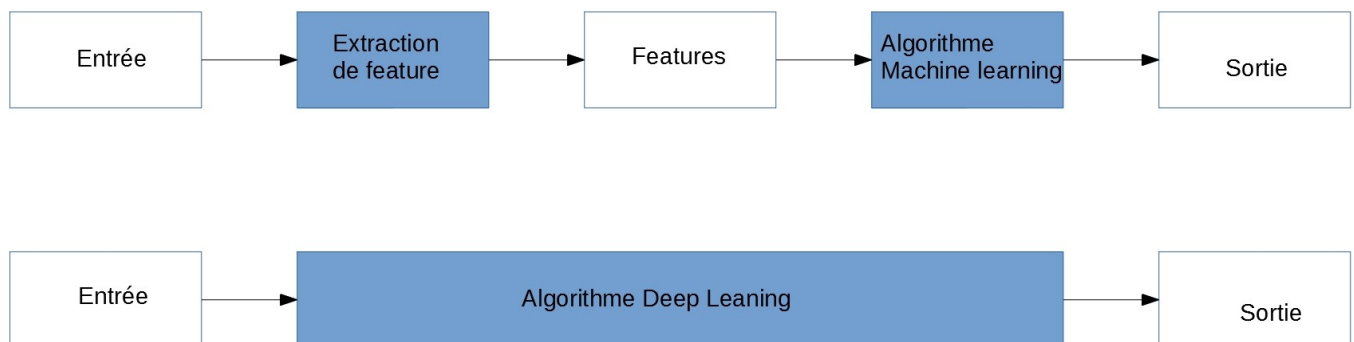 Entrée
Extraction
de feature
Features
Algorithme
Machine learning
Sortie
Entrée
Algorithme Deep Leaning
Sortie